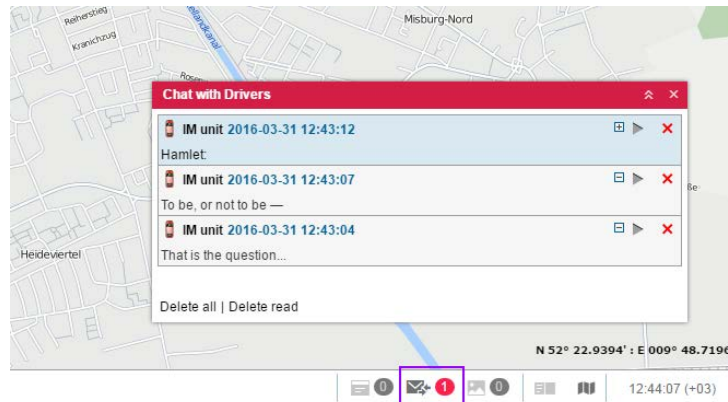 Reiherstieg
Kranichzug
Misburg-Nord
Chat with Drivers
IM unit 2016-03-31 12:43:12
Hamlet:
IM unit 2016-03-31 12:43:07
To be, or not to be —
IM unit 2016-03-31 12:43:04
That is the question...
Heideviertel
Delete all | Delete read
N 52° 22.9394' : E 009° 48.7196
0 1 0 12:44:07 (+03)